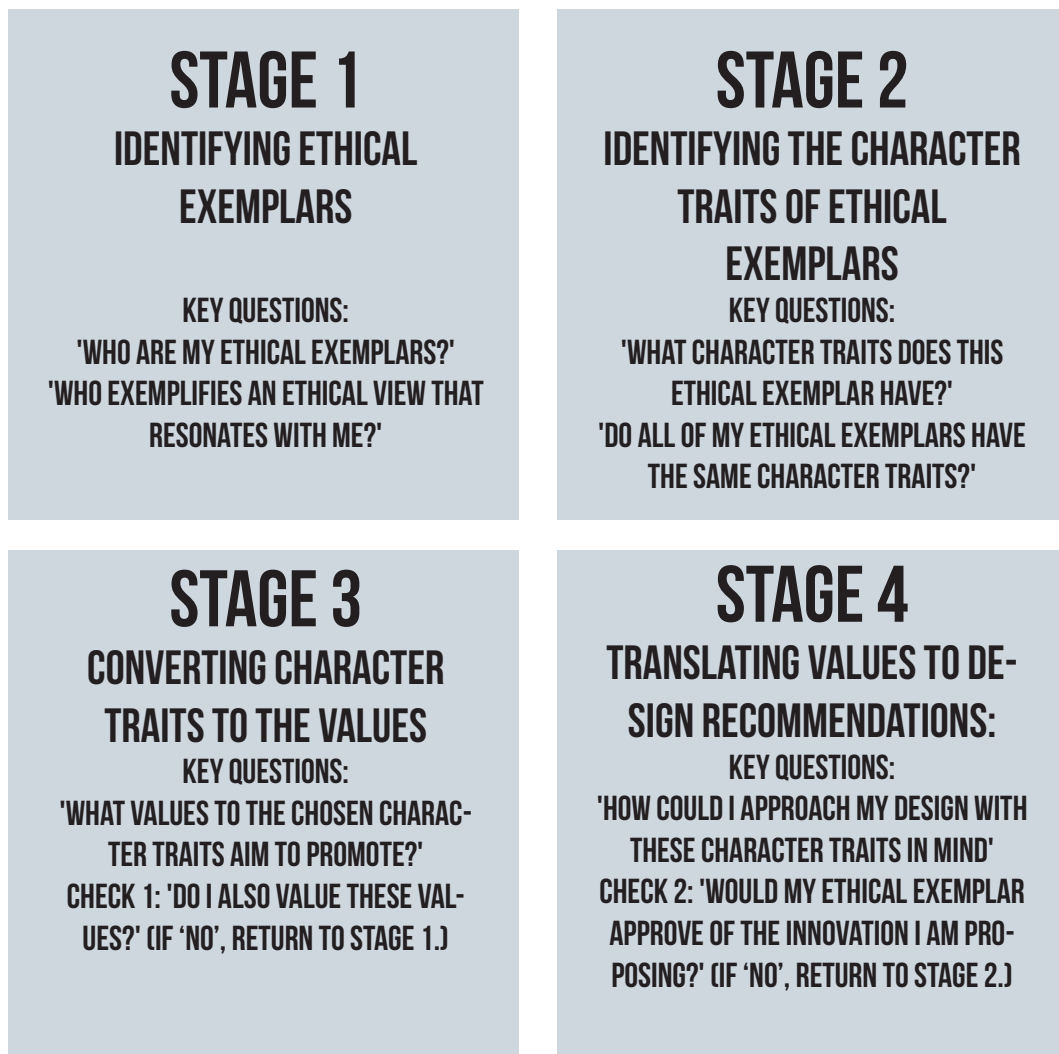 STAGE 1
IDENTIFYING ETHICAL
EXEMPLARS
KEY QUESTIONS:
'WHO ARE MY ETHICAL EXEMPLARS?'
'WHO EXEMPLIFIES AN ETHICAL VIEW THAT
RESONATES WITH ME?'
STAGE 2
IDENTIFYING THE CHARACTER
TRAITS OF ETHICAL
EXEMPLARS
KEY QUESTIONS:
'WHAT CHARACTER TRAITS DOES THIS
ETHICAL EXEMPLAR HAVE?'
'DO ALL OF MY ETHICAL EXEMPLARS HAVE
THE SAME CHARACTER TRAITS?'
STAGE 3
CONVERTING CHARACTER
TRAITS TO THE VALUES
KEY QUESTIONS:
'WHAT VALUES TO THE CHOSEN CHARAC-
TER TRAITS AIM TO PROMOTE?'
CHECK 1: 'DO I ALSO VALUE THESE VAL-
UES?' (IF ‘NO’, RETURN TO STAGE 1.)
STAGE 4
TRANSLATING VALUES TO DE-
SIGN RECOMMENDATIONS:
KEY QUESTIONS:
'HOW COULD I APPROACH MY DESIGN WITH
THESE CHARACTER TRAITS IN MIND'
CHECK 2: 'WOULD MY ETHICAL EXEMPLAR
APPROVE OF THE INNOVATION I AM PRO-
POSING?' (IF ‘NO’, RETURN TO STAGE 2.)